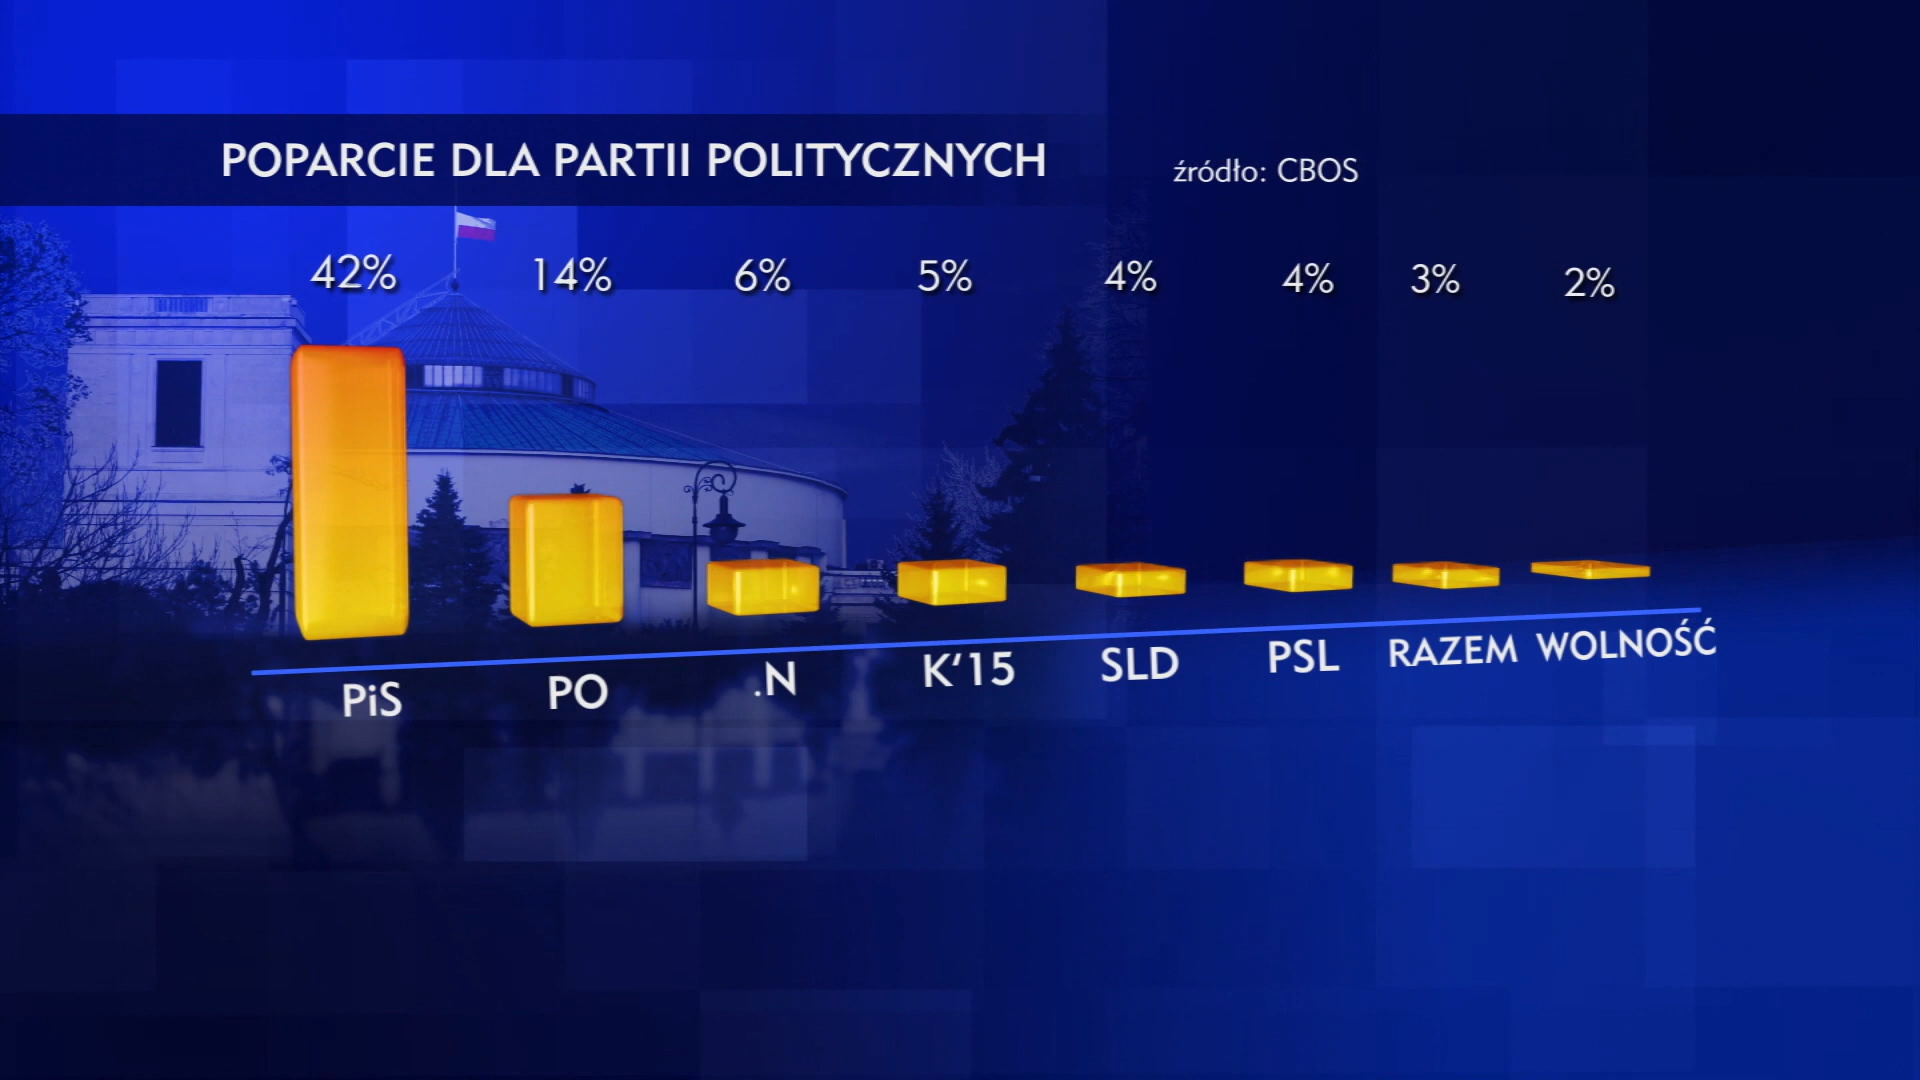 POPARCIE DLA PARTII POLITYCZNYCH
źródło: CBOS
42% 14% 6% 5% 4% 4% 3% 2%
PiS PO .N K‘15 SLD PSL RAZEM WOLNOŚĆ